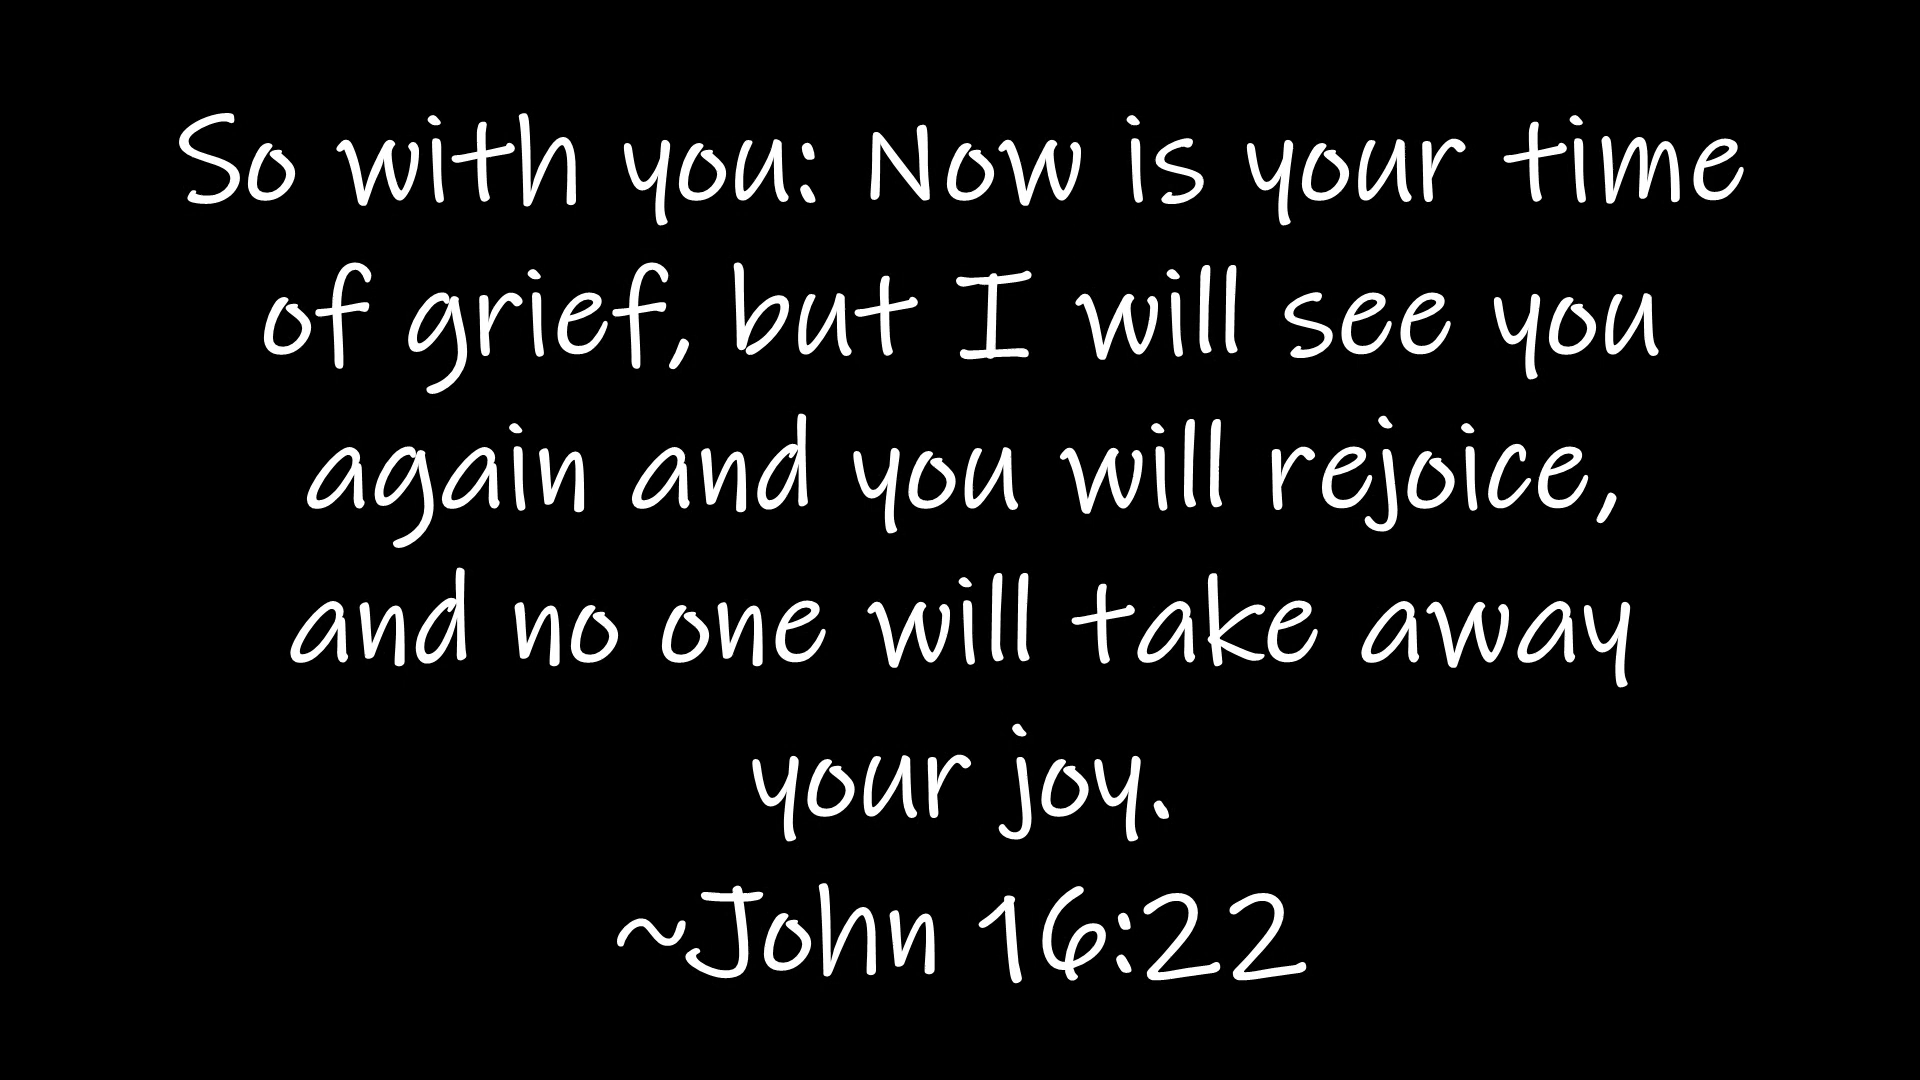 So with you: Now is your time
of grief, but I will see you
again and you will rejoice,
and no one will take away
your joy.
~John 16:22